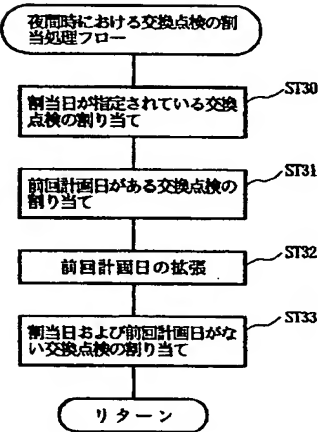 夜間時における交換点検の割
当処理フロー
ST30
割当日が指定されている交換
点検の割り当て
ST31
前回計画日がある交換点検の
割り当て
ST32
前回計画日の拡張
ST33
割当日および前回計画日がな
い交換点検の割り当て
リターン